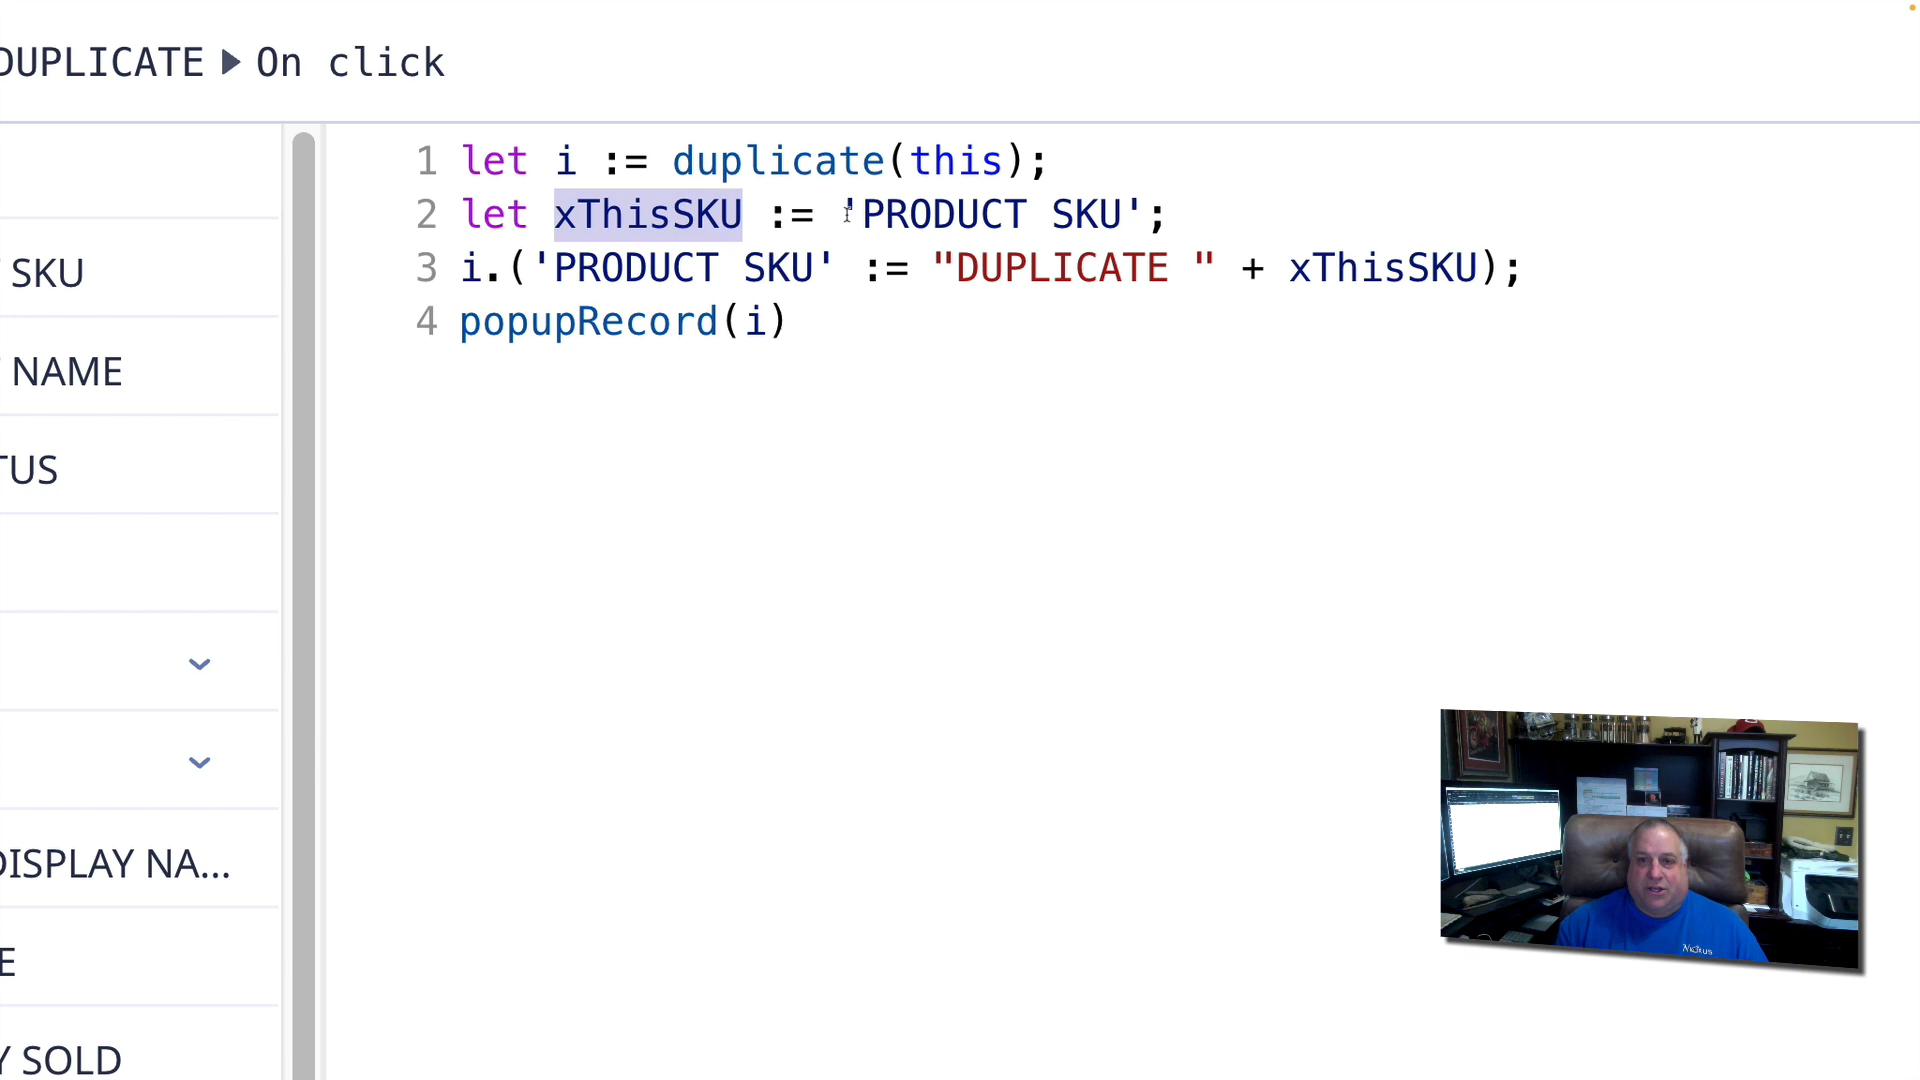 DUPLICATE ▶ On click
SKU
NAME
TUS
DISPLAY NA...
E
Y SOLD
1 let i := duplicate(this);
2 let xThisSKU := 'PRODUCT SKU';
3 i.('PRODUCT SKU' := "DUPLICATE " + xThisSKU);
4 popupRecord(i)